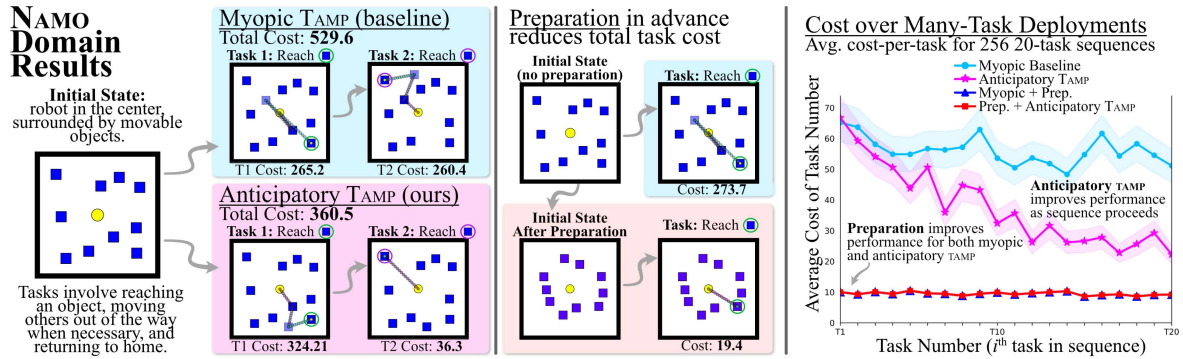 NAMO
Domain
Results
Initial State:
robot in the center,
surrounded by movable
objects.
Tasks involve reaching
an object, moving
others out of the way
when necessary, and
returning to home.
Myopic TAMP (baseline)
Total Cost: 529.6
Task 1: Reach
Task 2: Reach
T1 Cost: 265.2
T2 Cost: 260.4
Anticipatory TAMP (ours)
Total Cost: 360.5
Task 1: Reach
Task 2: Reach
T1 Cost: 324.21
T2 Cost: 36.3
Preparation in advance
reduces total task cost
Initial State
(no preparation)
Task: Reach
Cost: 273.7
Initial State
After Preparation
Task: Reach
Cost: 19.4
Cost over Many-Task Deployments
Avg. cost-per-task for 256 20-task sequences
Myopic Baseline
Anticipatory TAMP
Myopic + Prep.
Prep. + Anticipatory TAMP
Average Cost of Task Number
70
60
50
40
30
20
10
0
Anticipatory TAMP
improves performance
as sequence proceeds
Preparation improves
performance for both myopic
and anticipatory TAMP
T1
T10
T20
Task Number (ith task in sequence)